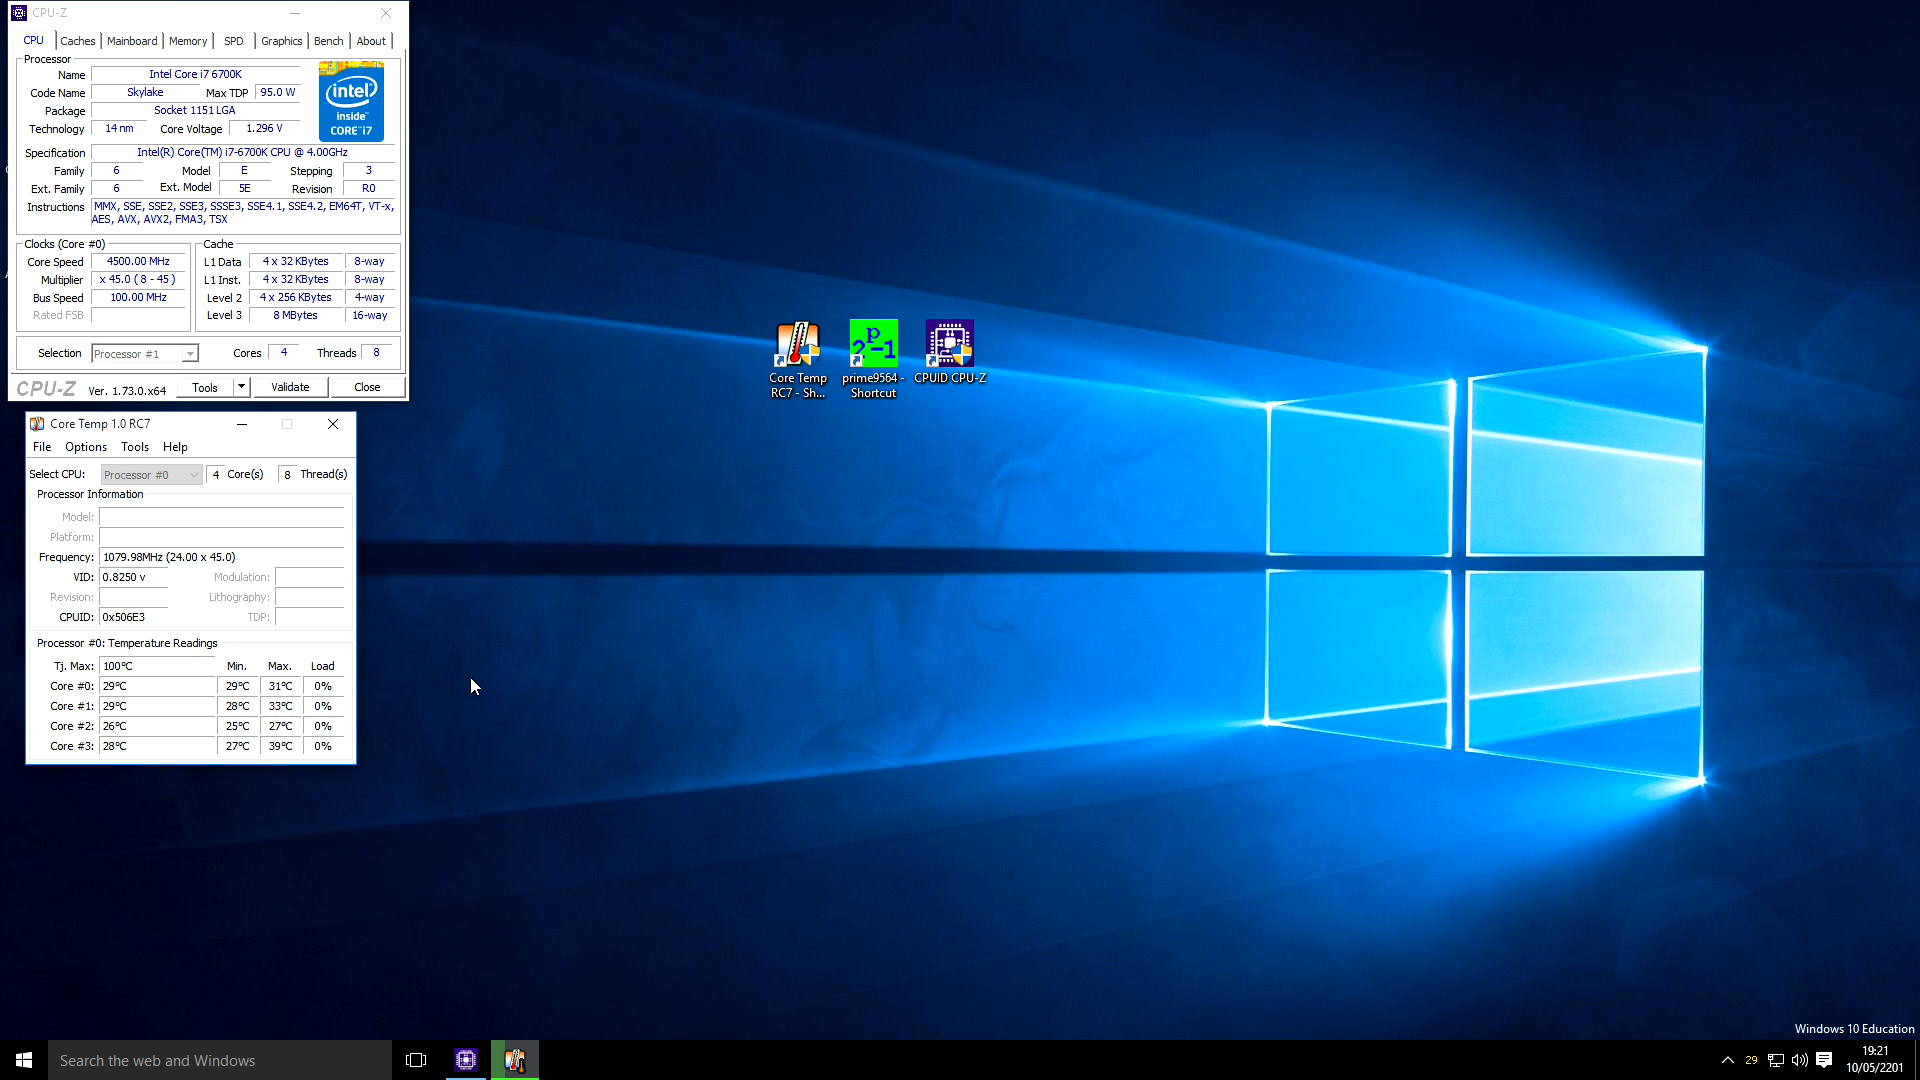 CPU-Z
CPU Caches Mainboard Memory SPD Graphics Bench About
Processor
Name Intel Core i7 6700K
Code Name Skylake Max TDP 95.0 W
Package Socket 1151 LGA
Technology 14 nm Core Voltage 1.296 V
intel
inside™
CORE™ i7
Specification Intel(R) Core(TM) i7-6700K CPU @ 4.00GHz
Family 6 Model E Stepping 3
Ext. Family 6 Ext. Model 5E Revision R0
Instructions MMX, SSE, SSE2, SSE3, SSSE3, SSE4.1, SSE4.2, EM64T, VT-x,
AES, AVX, AVX2, FMA3, TSX
Clocks (Core #0)
Core Speed 4500.00 MHz
Multiplier x 45.0 ( 8 - 45 )
Bus Speed 100.00 MHz
Rated FSB
Cache
L1 Data 4 x 32 KBytes 8-way
L1 Inst. 4 x 32 KBytes 8-way
Level 2 4 x 256 KBytes 4-way
Level 3 8 MBytes 16-way
Selection Processor #1 Cores 4 Threads 8
CPU-Z Ver. 1.73.0.x64 Tools Validate Close
Core Temp 1.0 RC7
File Options Tools Help
Select CPU: Processor #0 4 Core(s) 8 Thread(s)
Processor Information
Model:
Platform:
Frequency: 1079.98MHz (24.00 x 45.0)
VID: 0.8250 v Modulation:
Revision: Lithography:
CPUID: 0x506E3 TDP:
Processor #0: Temperature Readings
Tj. Max: 100°C Min. Max. Load
Core #0: 29°C 29°C 31°C 0%
Core #1: 29°C 28°C 33°C 0%
Core #2: 26°C 25°C 27°C 0%
Core #3: 28°C 27°C 39°C 0%
Core Temp
RC7 - Sh...
p
2-1
prime9564 -
Shortcut
CPUID CPU-Z
Windows 10 Education
Search the web and Windows
29
19:21
10/05/2201